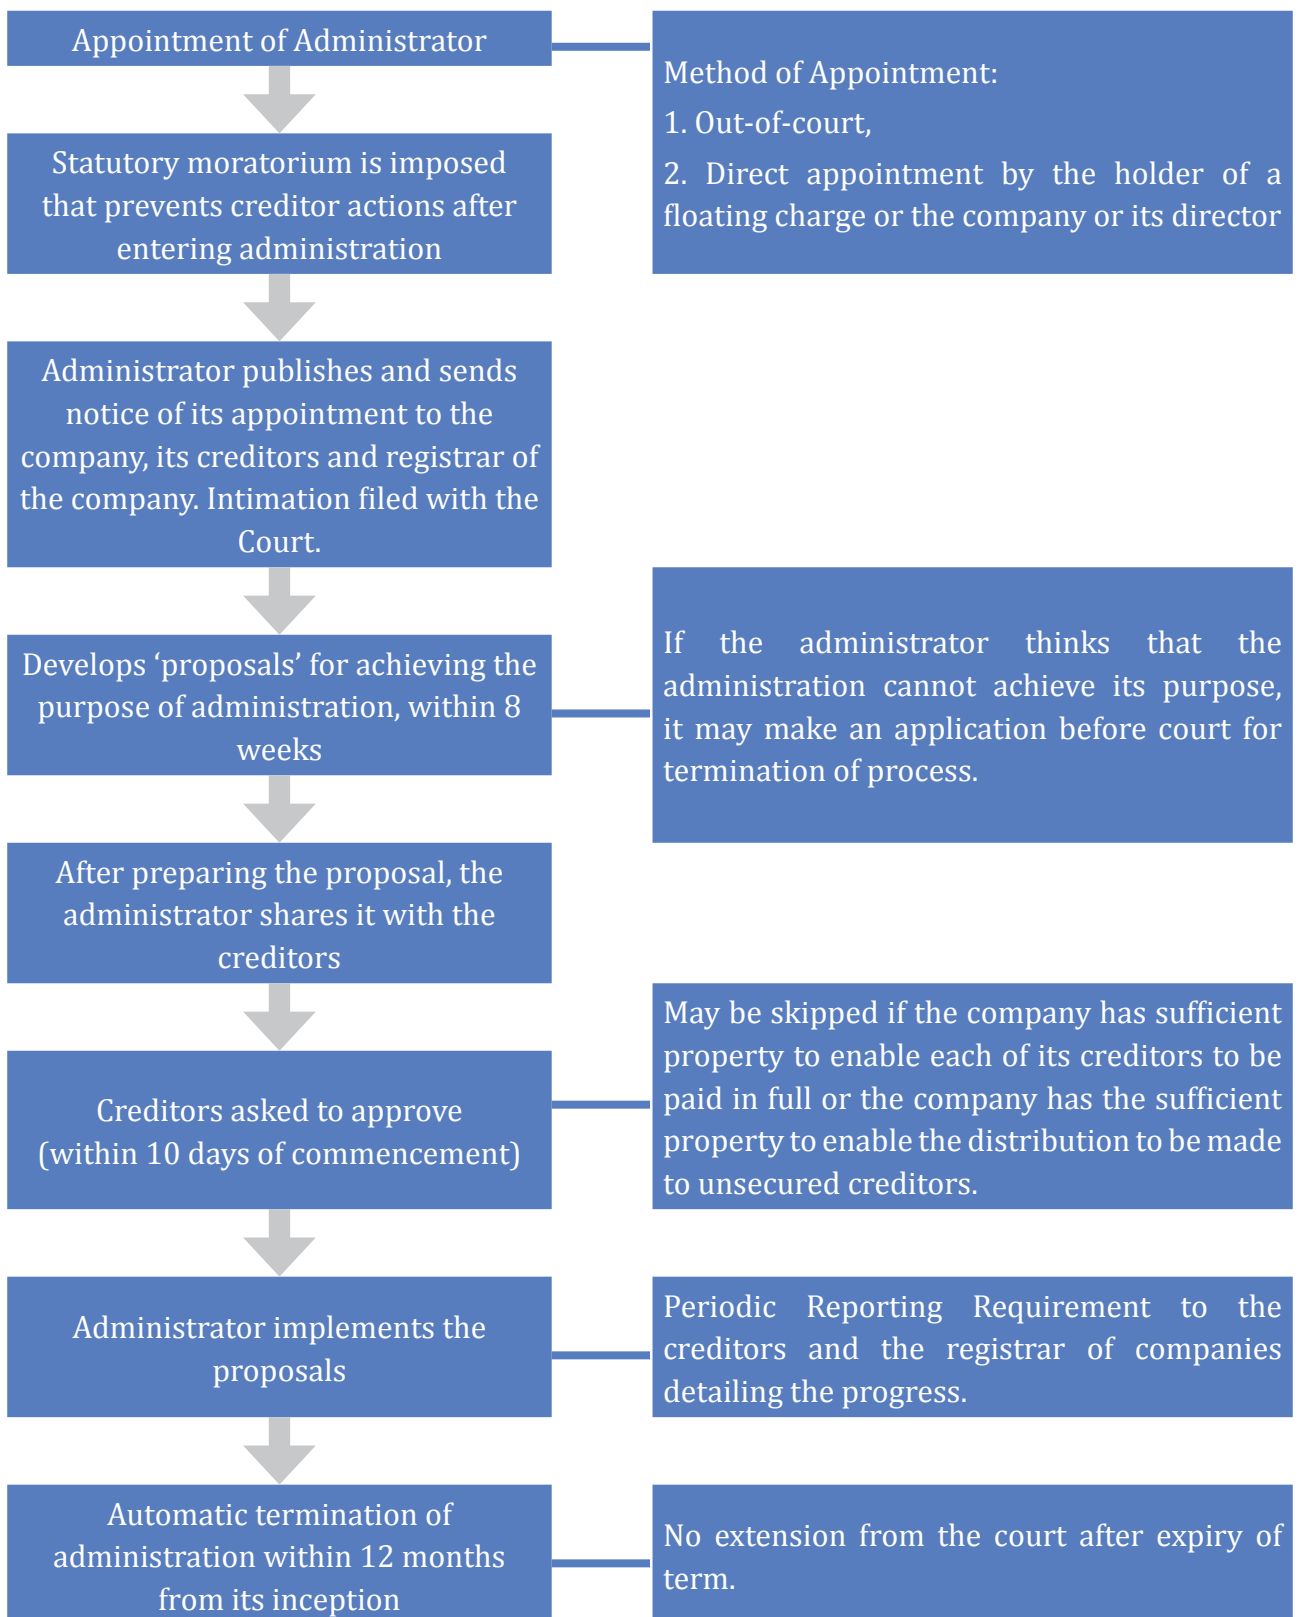 Appointment of Administrator
Method of Appointment:
1. Out-of-court,
2. Direct appointment by the holder of a
floating charge or the company or its director
Statutory moratorium is imposed
that prevents creditor actions after
entering administration
Administrator publishes and sends
notice of its appointment to the
company, its creditors and registrar of
the company. Intimation filed with the
Court.
Develops ‘proposals’ for achieving the
purpose of administration, within 8
weeks
If the administrator thinks that the
administration cannot achieve its purpose,
it may make an application before court for
termination of process.
After preparing the proposal, the
administrator shares it with the
creditors
Creditors asked to approve
(within 10 days of commencement)
May be skipped if the company has sufficient
property to enable each of its creditors to be
paid in full or the company has the sufficient
property to enable the distribution to be made
to unsecured creditors.
Administrator implements the
proposals
Periodic Reporting Requirement to the
creditors and the registrar of companies
detailing the progress.
Automatic termination of
administration within 12 months
from its inception
No extension from the court after expiry of
term.